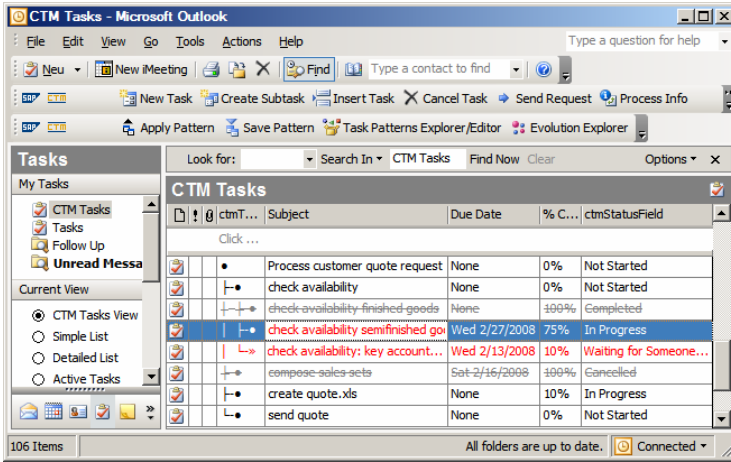 CTM Tasks - Microsoft Outlook
File Edit View Go Tools Actions Help Type a question for help
Neu New iMeeting Find Type a contact to find
SAP CTM New Task Create Subtask Insert Task Cancel Task Send Request Process Info
SAP CTM Apply Pattern Save Pattern Task Patterns Explorer/Editor Evolution Explorer
Tasks
My Tasks
CTM Tasks
Tasks
Follow Up
Unread Messa
Current View
CTM Tasks View
Simple List
Detailed List
Active Tasks
Look for: Search In CTM Tasks Find Now Clear Options
CTM Tasks
ctmT... Subject Due Date % C... ctmStatusField
Click ...
Process customer quote request None 0% Not Started
check availability None 0% Not Started
check availability finished goods None 100% Completed
check availability semifinished goo Wed 2/27/2008 75% In Progress
check availability: key account... Wed 2/13/2008 10% Waiting for Someone...
compose sales sets Sat 2/16/2008 100% Cancelled
create quote.xls None 10% In Progress
send quote None 0% Not Started
106 Items All folders are up to date. Connected